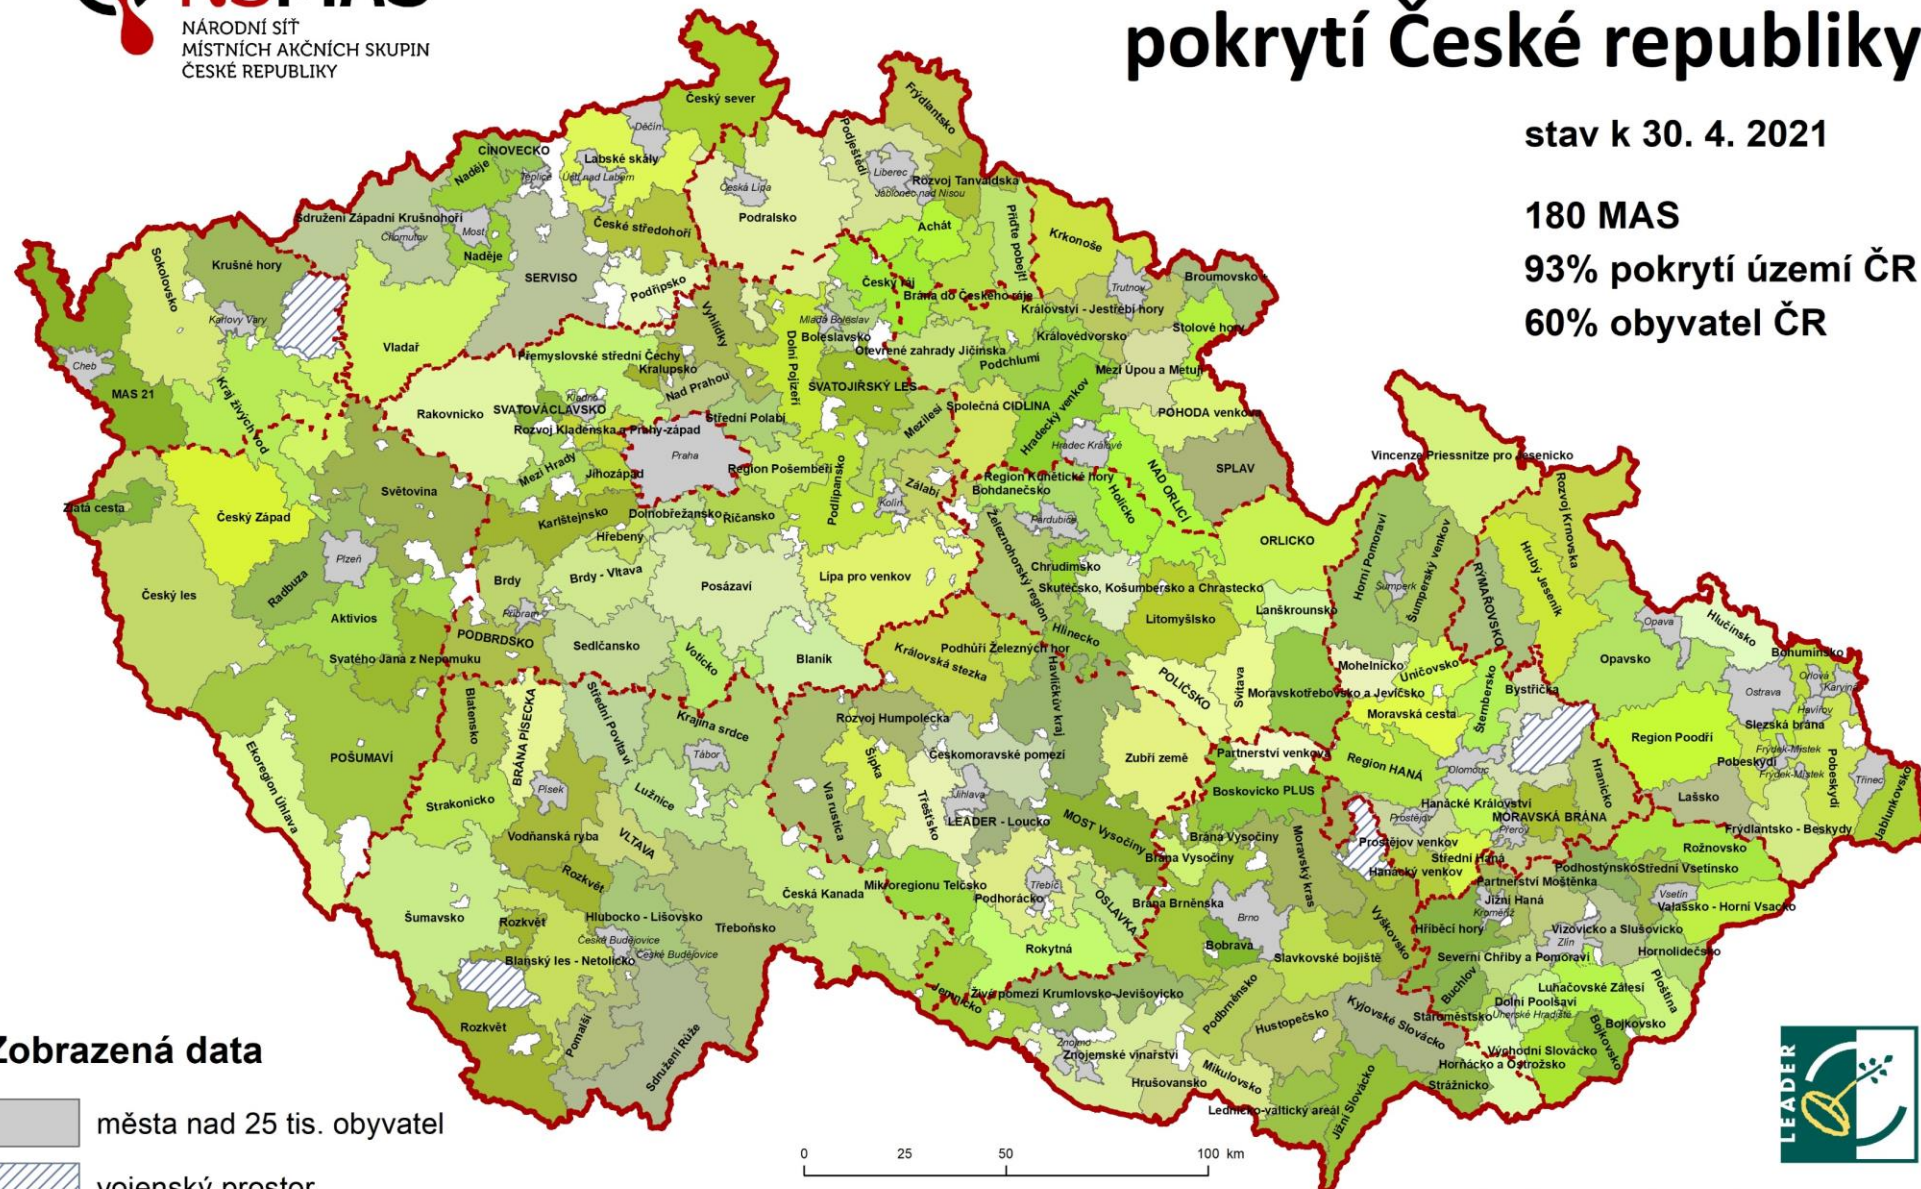 NÁRODNÍ SÍŤ
MÍSTNÍCH AKČNÍCH SKUPIN
ČESKÉ REPUBLIKY
pokrytí České republiky
stav k 30. 4. 2021
180 MAS
93% pokrytí území ČR
60% obyvatel ČR
Český sever
Děčín
Frýdlantsko
CÍNOVECKO
Naděje
Teplice
Labské skály
Ústí nad Labem
Podještědí
Liberec
Jablonec nad Nisou
Rozvoj Tanvaldska
Česká Lípa
Podralsko
Sdružení Západní Krušnohoří
Chomutov
Most
Naděje
České středohoří
Achát
Přiďte pobejt!
Krkonoše
Sokolovsko
Krušné hory
SERVISO
Podřipsko
Český ráj
Trutnov
Broumovsko+
Brána do Českého ráje
Království - Jestřebí hory
Karlovy Vary
Vyhlídky
Mladá Boleslav
Boleslavsko
Dolní Pojizeří
Královédvorsko
Stolové hory
Vladař
Otevřené zahrady Jičínska
Podchlumí
Mezi Úpou a Metují
Cheb
MAS 21
Kraj živých vod
Přemyslovské střední Čechy
Kralupsko
Nad Prahou
SVATOJIŘSKÝ LES
Rakovnicko
SVATOVÁCLAVSKO
Kladno
Střední Polabí
Mezilesí
Společná CIDLINA
Hradecký venkov
POHODA venkova
Rozvoj Kladenska a Prahy-západ
Praha
Hradec Králové
Mezi Hrady
Jihozápad
Region Pošembeří
Podlipansko
Zálabí
Kolín
Region Kunětické hory
Bohdanečsko
Holicko
NAD ORLICÍ
SPLAV
Vincenze Priessnitze pro Jesenicko
Rozvoj Krnovska
Zlatá cesta
Český Západ
Světovina
Karlštejnsko
Dolnobřežansko
Říčansko
Hřebeny
Železnohorský region
Pardubice
ORLICKO
Horní Pomoraví
Šumperk
Šumperský venkov
RÝMAŘOVSKO
Hrubý Jeseník
Plzeň
Radbuza
Český les
Brdy
Brdy - Vltava
Posázaví
Lípa pro venkov
Chrudimsko
Skutečsko, Košumbersko a Chrastecko
Lanškrounsko
Litomyšlsko
Aktivios
Příbram
PODBRDSKO
Sedlčansko
Voticko
Blaník
Hlinecko
Podhůří Železných hor
Královská stezka
Havlíčkův kraj
Svatého Jana z Nepomuku
POLIČSKO
Svitava
Moravskotřebovsko a Jevíčsko
Mohelnicko
Uničovsko
Šternbersko
Bystřička
Opava
Hlučínsko
Opavsko
Bohumínsko
Orlová
Karviná
Ostrava
Havířov
Slezská brána
Moravská cesta
Blatensko
BRÁNA PÍSECKA
Střední Povltaví
Krajina srdce
Tábor
Rozvoj Humpolecka
Českomoravské pomezí
Šipka
Zubří země
Partnerství venkova
Region HANÁ
Olomouc
Region Poodří
Frýdek-Místek
Pobeskydí
Frýdek-Místek
Pobeskydí
Třinec
Jablunkovsko
Ekoregion Úhlava
POŠUMAVÍ
Strakonicko
Písek
Lužnice
Via rustica
Třešťsko
Jihlava
LEADER - Loucko
MOST Vysočiny
Boskovicko PLUS
Hanácké Království
Prostějov
MORAVSKÁ BRÁNA
Přerov
Hranicko
Lašsko
Frýdlantsko - Beskydy
Vodňanská ryba
VLTAVA
Brána Vysočiny
Brána Vysočiny
Moravský kras
Prostějov venkov
Střední Haná
Hanácký venkov
Rožnovsko
Podhostýnsko
Střední Vsetínsko
Rozkvět
Česká Kanada
Mikroregionu Telčsko
Třebíč
Podhorácko
OSLAVKA
Brána Brněnska
Partnerství Moštěnka
Jižní Haná
Kroměříž
Vsetín
Valašsko - Horní Vsacko
Šumavsko
Rozkvět
Hlubocko - Lišovsko
Třeboňsko
Brno
Vyškovsko
Hříběcí hory
Vizovicko a Slušovicko
Zlín
České Budějovice
České Budějovice
Blanský les - Netolicko
Rokytná
Bobrava
Slavkovské bojiště
Severní Chřiby a Pomoraví
Hornolidečsko
Buchlov
Luhačovské Zálesí
Ploština
Jemnicko
Živé pomezí Krumlovsko-Jevišovicko
Podbrněnsko
Kyjovské Slovácko
Dolní Poolšaví
Staroměstsko
Uherské Hradiště
Bojkovsko
Bojkovsko
Rozkvět
Pomalší
Sdružení Růže
Znojmo
Znojemské vinařství
Hustopečsko
Východní Slovácko
Horňácko a Ostrožsko
Hrušovansko
Mikulovsko
Strážnicko
Lednicko-valtický areál
Jižní Slovácko
Zobrazená data
města nad 25 tis. obyvatel
vojenský prostor
0 25 50 100 km
LEADER